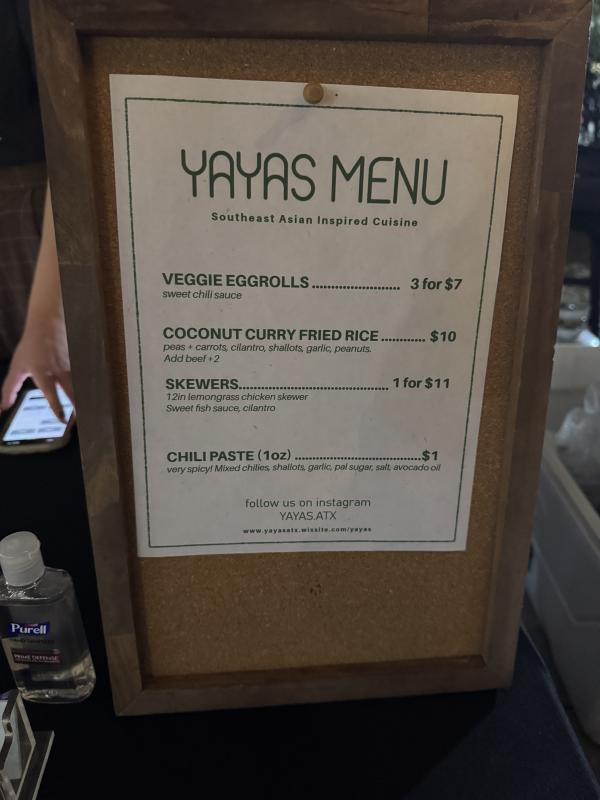 YAYAS MENU
Southeast Asian Inspired Cuisine
VEGGIE EGGROLLS ........................ 3 for $7
sweet chili sauce
COCONUT CURRY FRIED RICE ............ $10
peas + carrots, cilantro, shallots, garlic, peanuts.
Add beef +2
SKEWERS........................................ 1 for $11
12in lemongrass chicken skewer
Sweet fish sauce, cilantro
CHILI PASTE (1oz) ..................................$1
very spicy! Mixed chilies, shallots, garlic, pal sugar, salt, avocado oil
follow us on instagram
YAYAS.ATX
www.yayasatx.wixsite.com/yayas
Purell
PRIME DEFENSE